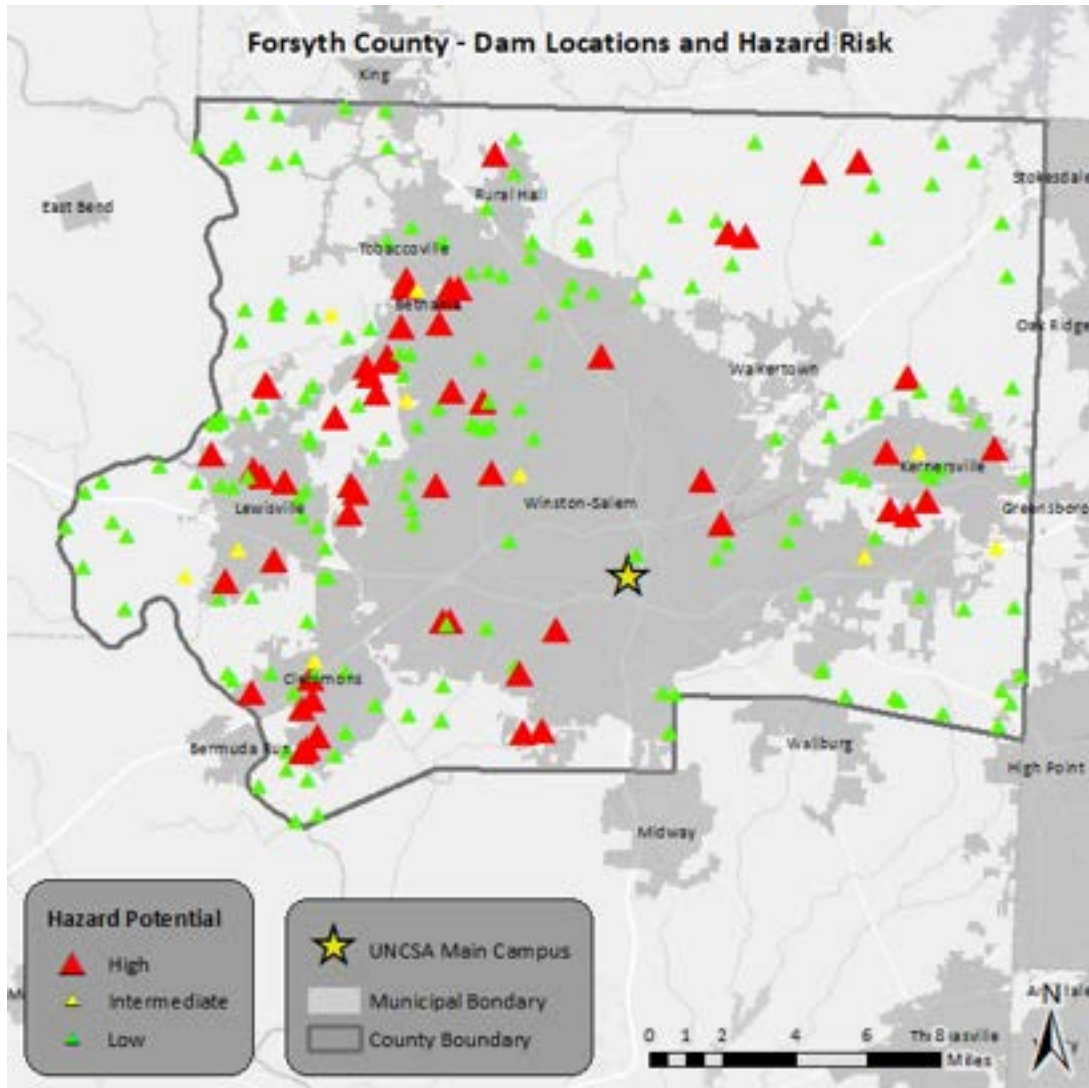 Forsyth County - Dam Locations and Hazard Risk
King
Stokesdale
East Bend
Rural Hall
Tobaccoville
Bethania
Oak Ridge
Walkertown
Kernersville
Lewisville
Winston-Salem
Greensboro
Clemmons
Bermuda Run
Wallburg
High Point
Midway
Hazard Potential
High
Intermediate
Low
UNCSA Main Campus
Municipal Bondary
County Boundary
N
0 1 2 4 6 8
Miles